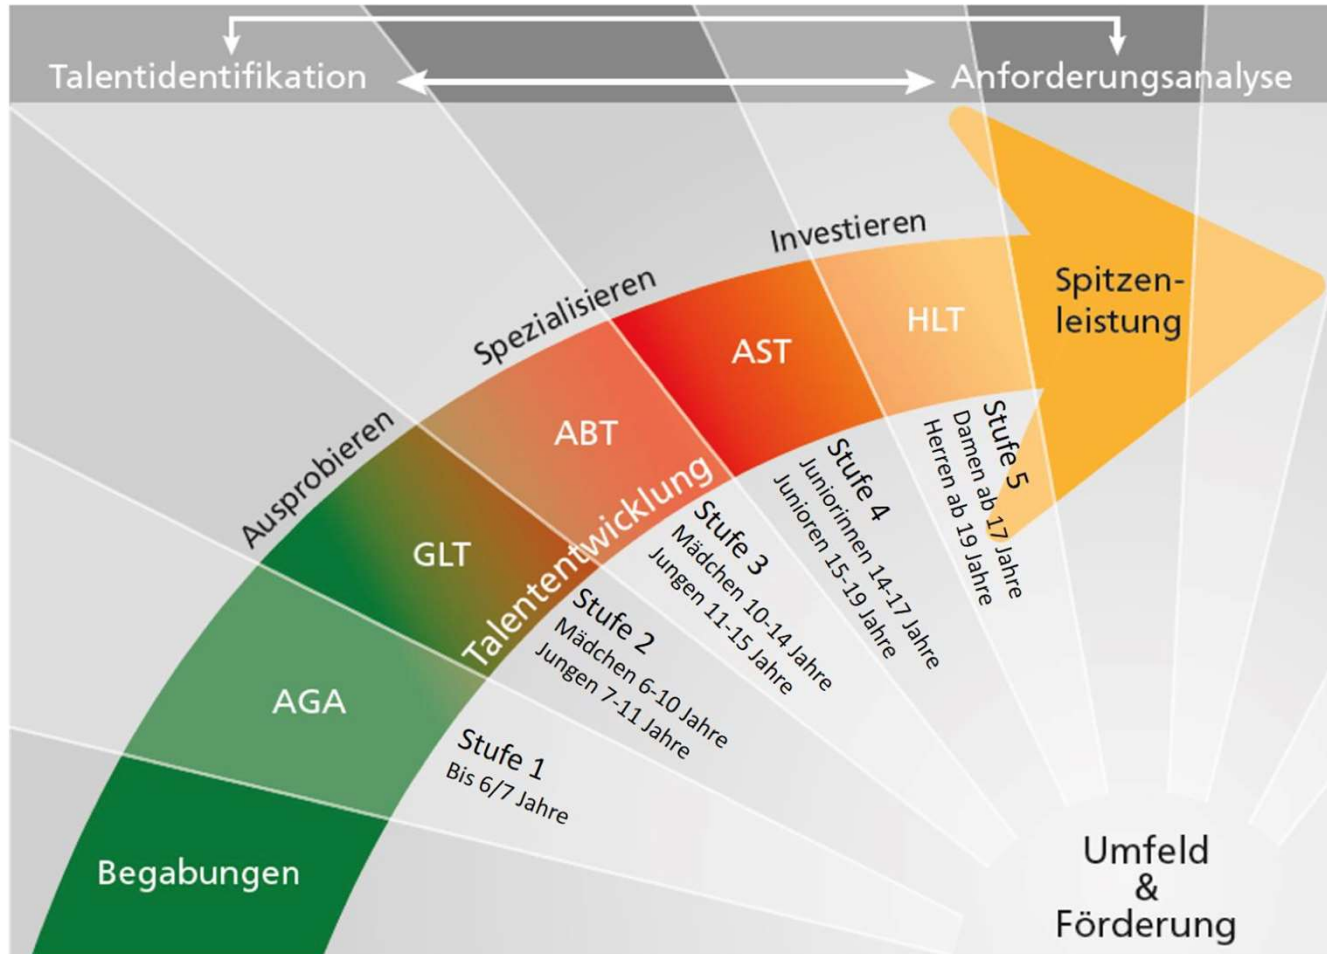 Talentidentifikation
Anforderungsanalyse
Investieren
Spezialisieren
Ausprobieren
Spitzen-
leistung
HLT
AST
ABT
GLT
AGA
Begabungen
Talententwicklung
Stufe 1
Bis 6/7 Jahre
Stufe 2
Mädchen 6-10 Jahre
Jungen 7-11 Jahre
Stufe 3
Mädchen 10-14 Jahre
Jungen 11-15 Jahre
Stufe 4
Juniorinnen 14-17 Jahre
Junioren 15-19 Jahre
Stufe 5
Damen ab 17 Jahre
Herren ab 19 Jahre
Umfeld
&
Förderung